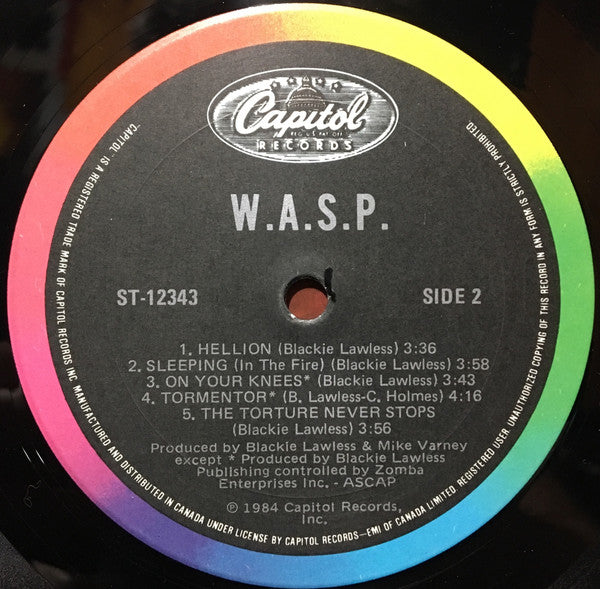 Capitol
REG. U.S. PAT. OFF.
RECORDS
W.A.S.P.
ST-12343
SIDE 2
1. HELLION (Blackie Lawless) 3:36
2. SLEEPING (In The Fire) (Blackie Lawless) 3:58
3. ON YOUR KNEES* (Blackie Lawless) 3:43
4. TORMENTOR* (B. Lawless-C. Holmes) 4:16
5. THE TORTURE NEVER STOPS
(Blackie Lawless) 3:56
Produced by Blackie Lawless & Mike Varney
except * Produced by Blackie Lawless
Publishing controlled by Zomba
Enterprises Inc. - ASCAP
℗ 1984 Capitol Records,
Inc.
"CAPITOL" IS A REGISTERED TRADE MARK OF CAPITOL RECORDS INC. MANUFACTURED AND DISTRIBUTED IN CANADA UNDER LICENSE BY CAPITOL RECORDS-EMI OF CANADA LIMITED, REGISTERED USER. UNAUTHORIZED COPYING OF THIS RECORD IN ANY FORM IS STRICTLY PROHIBITED.